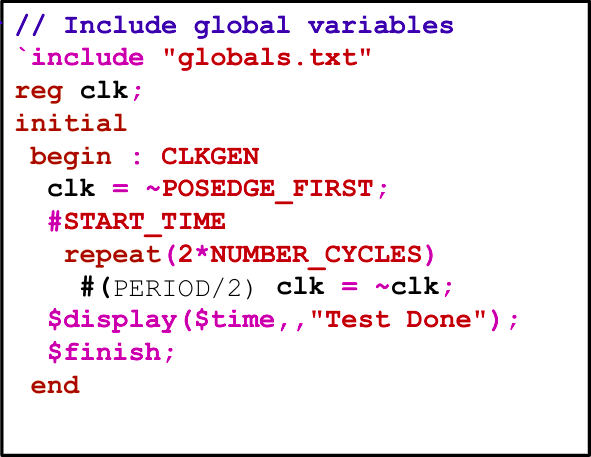 // Include global variables
`include "globals.txt"
reg clk;
initial
begin : CLKGEN
clk = ~POSEDGE_FIRST;
#START_TIME
repeat(2*NUMBER_CYCLES)
#(PERIOD/2) clk = ~clk;
$display($time,,"Test Done");
$finish;
end